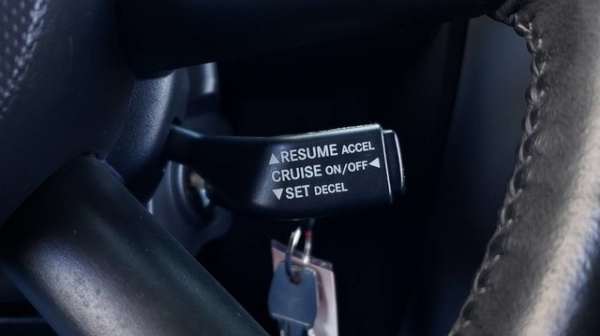 ▲RESUME ACCEL
CRUISE ON/OFF◀
▼SET DECEL